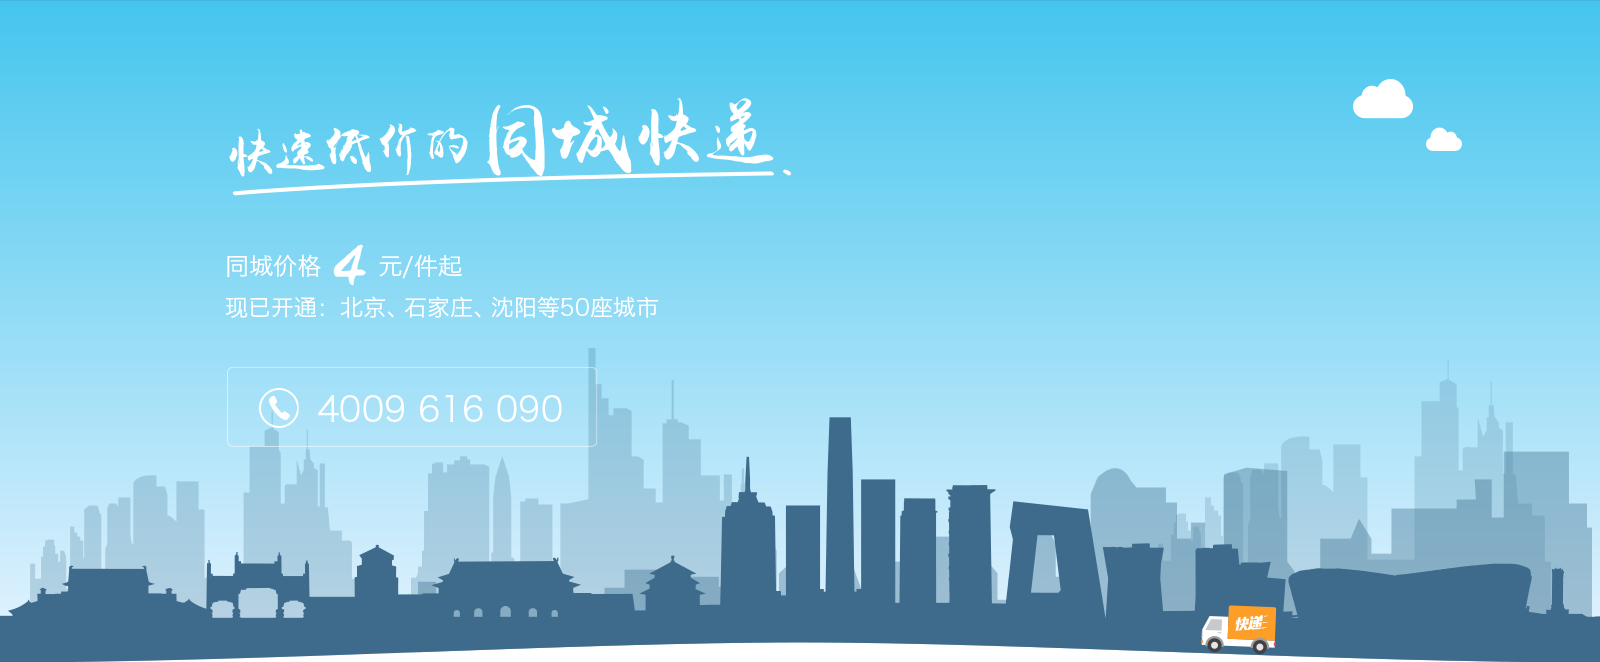 快速低价的同城快递
同城价格 4 元/件起
现已开通：北京、石家庄、沈阳等50座城市
4009 616 090
快递